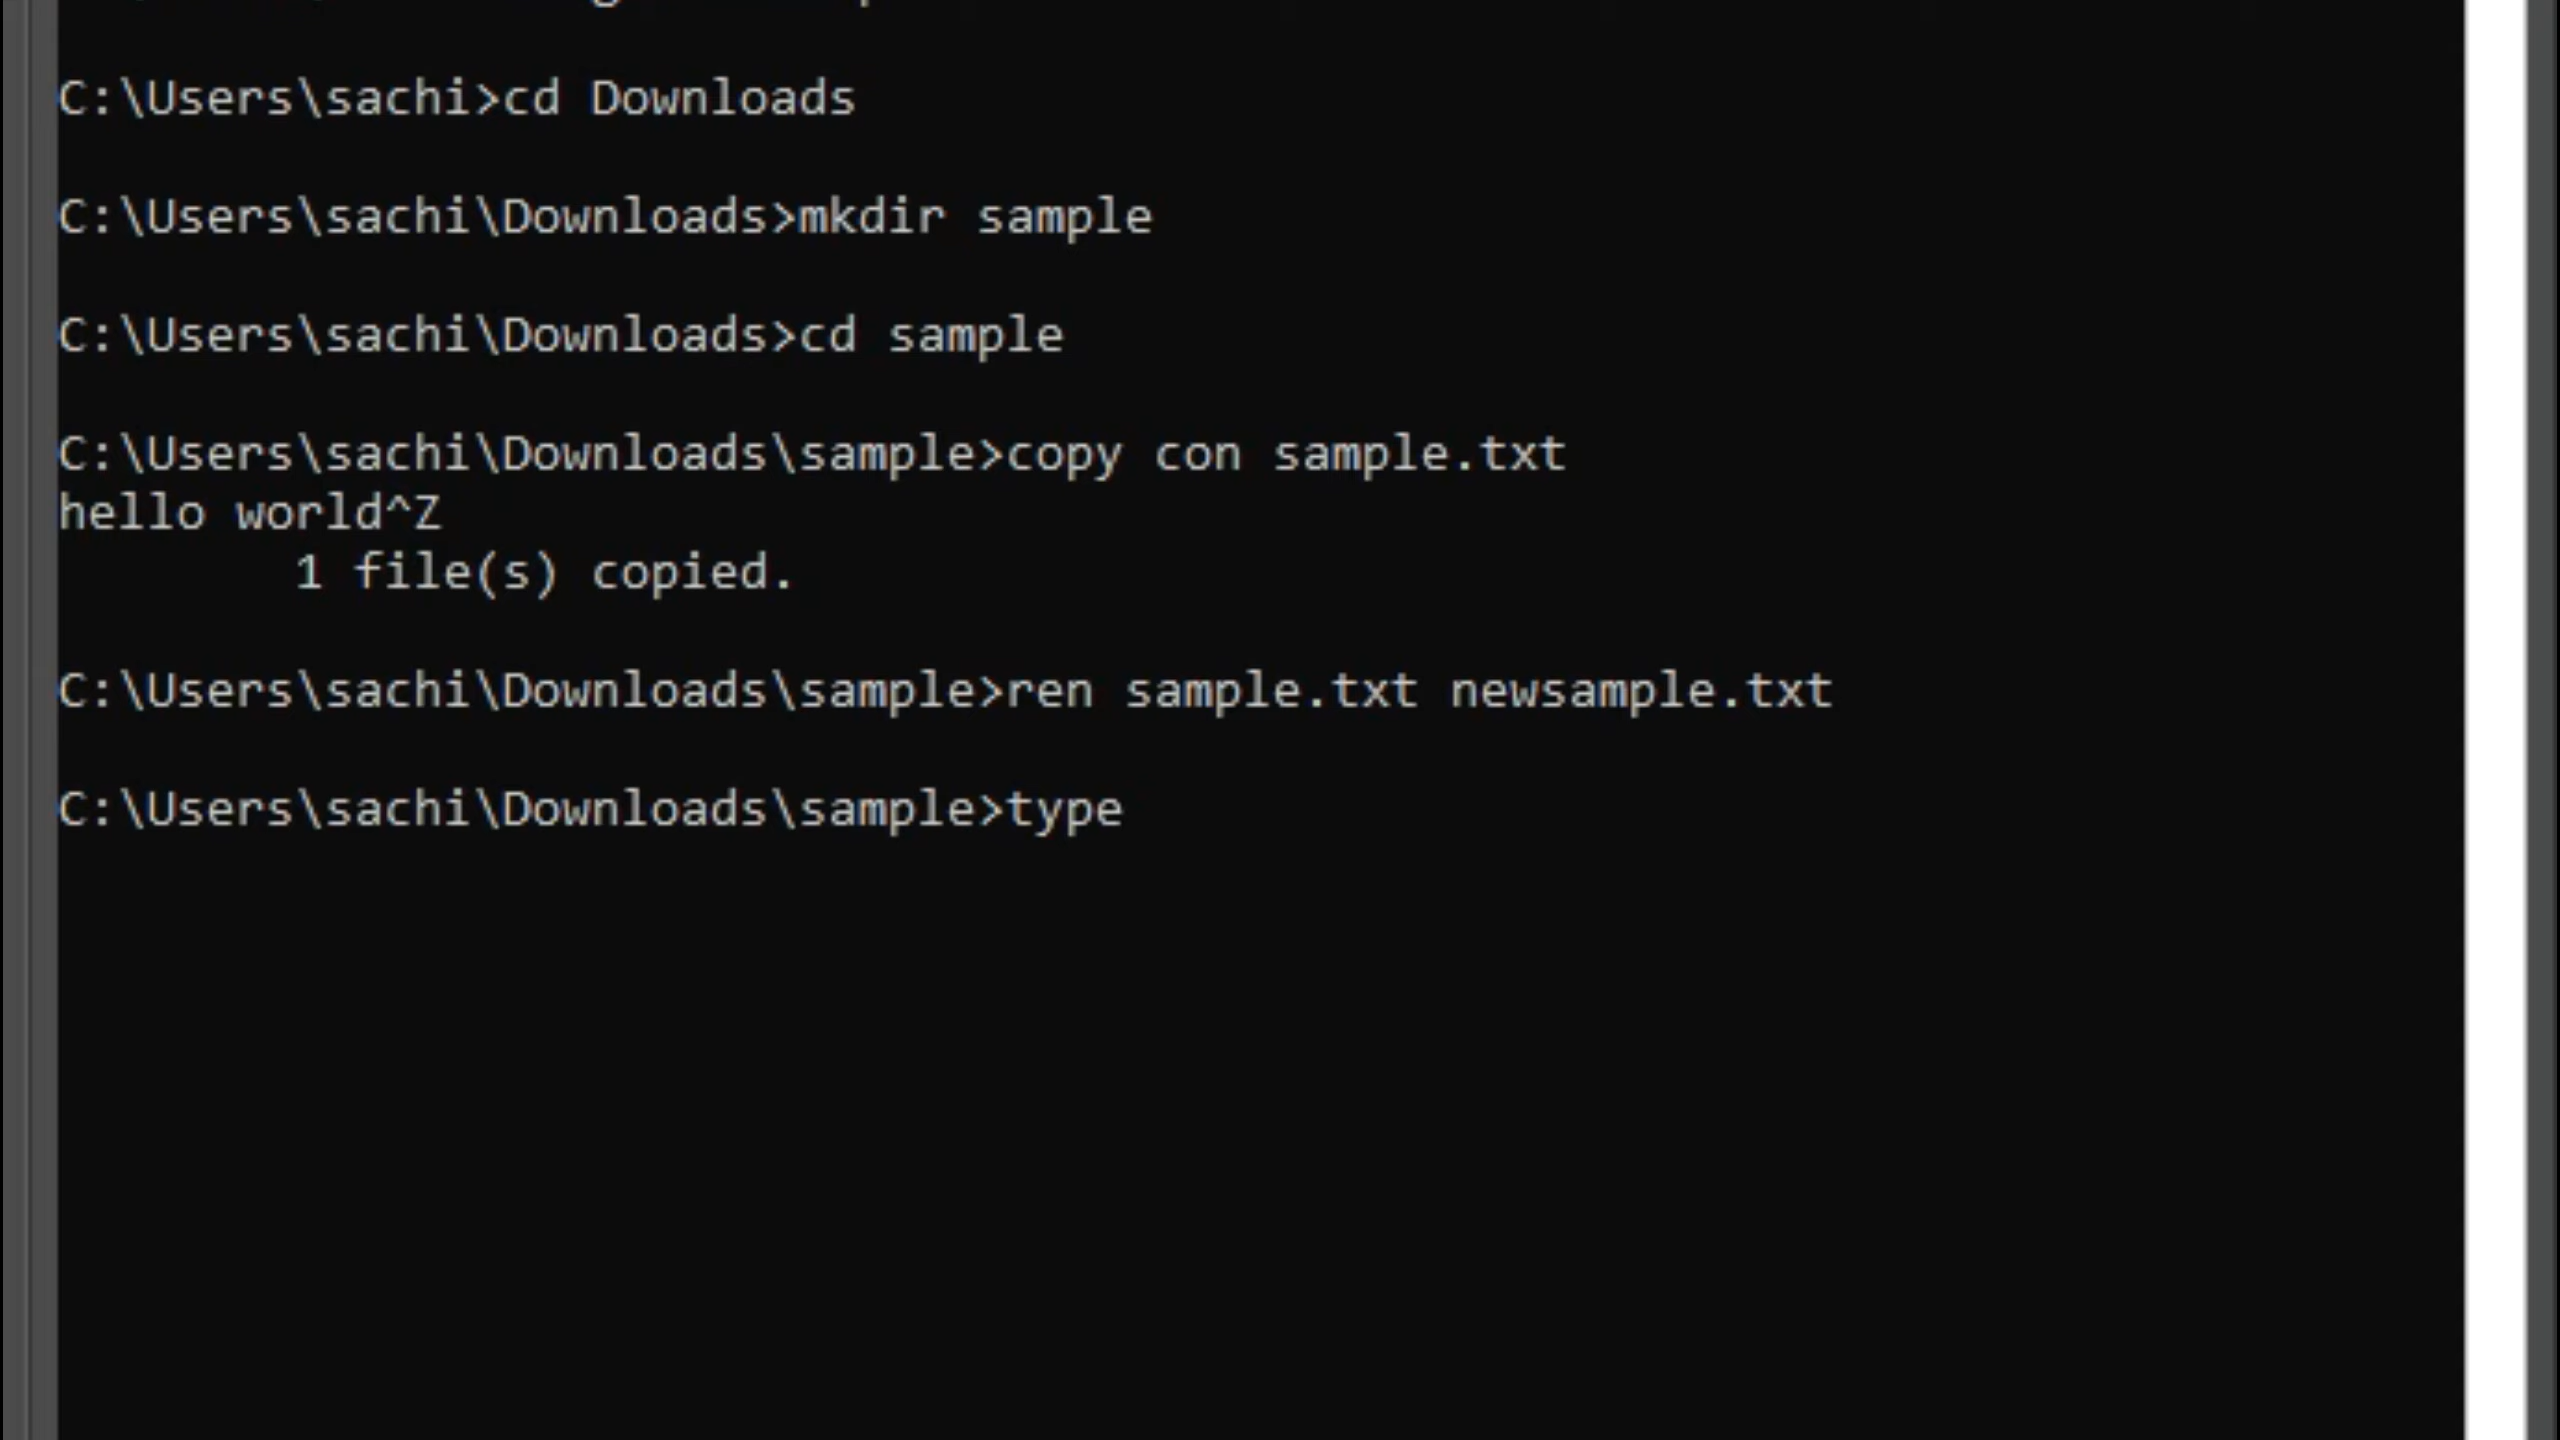 C:\Users\sachi>cd Downloads
C:\Users\sachi\Downloads>mkdir sample
C:\Users\sachi\Downloads>cd sample
C:\Users\sachi\Downloads\sample>copy con sample.txt
hello world^Z
        1 file(s) copied.
C:\Users\sachi\Downloads\sample>ren sample.txt newsample.txt
C:\Users\sachi\Downloads\sample>type